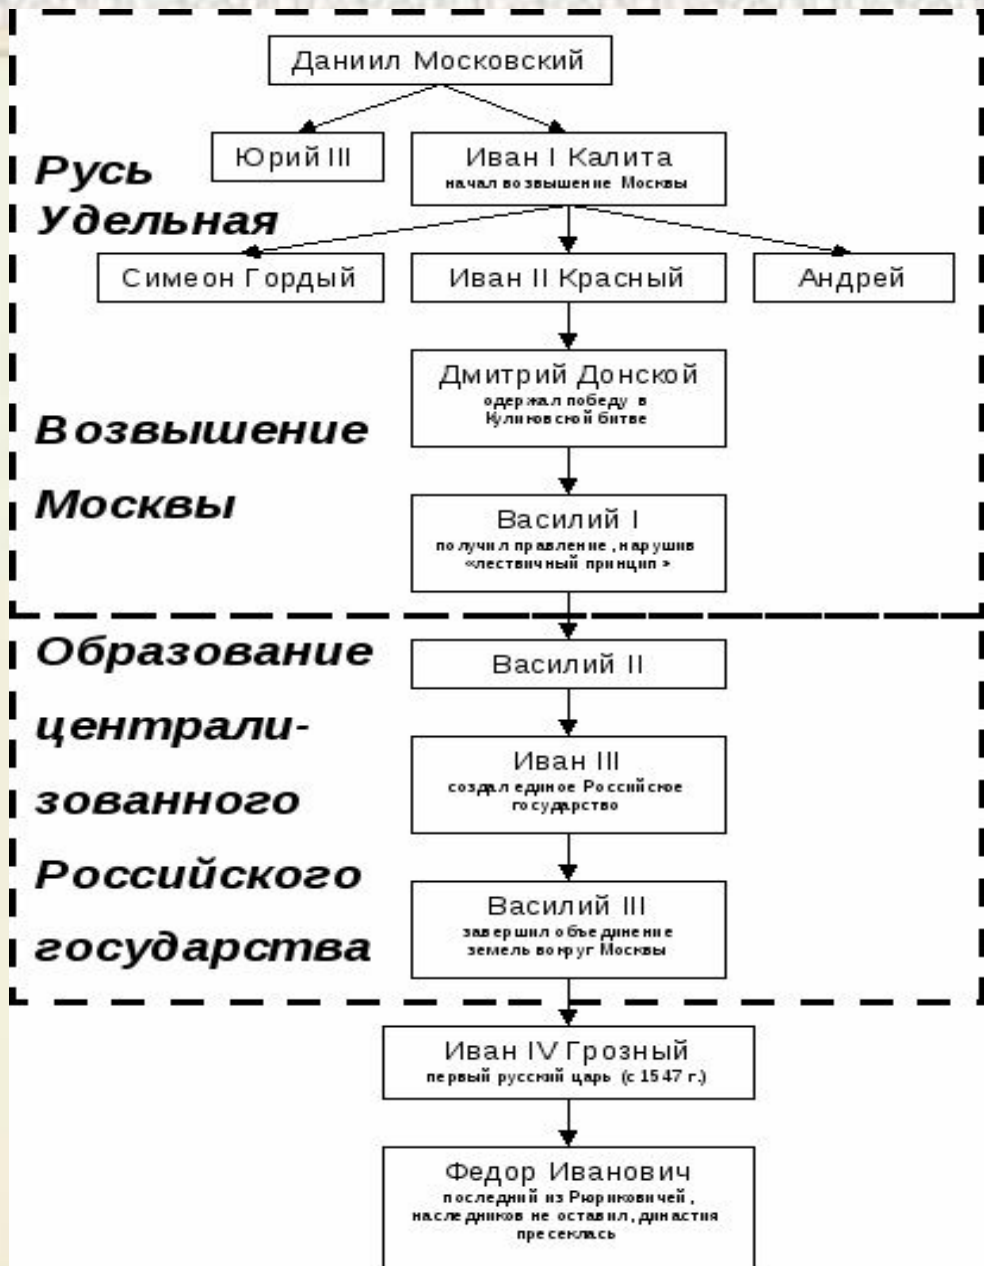 Даниил Московский
Юрий III
Иван I Калита
начал возвышение Москвы
Русь
Удельная
Симеон Гордый
Иван II Красный
Андрей
Дмитрий Донской
одержал победу в
Куликовской битве
Возвышение
Москвы
Василий I
получил правление, нарушив
«лествичный принцип»
Образование
централи-
зованного
Российского
государства
Василий II
Иван III
создал единое Российское
государство
Василий III
завершил объединение
земель вокруг Москвы
Иван IV Грозный
первый русский царь (с 1547 г.)
Федор Иванович
последний из Рюриковичей,
наследников не оставил, династия
пресеклась